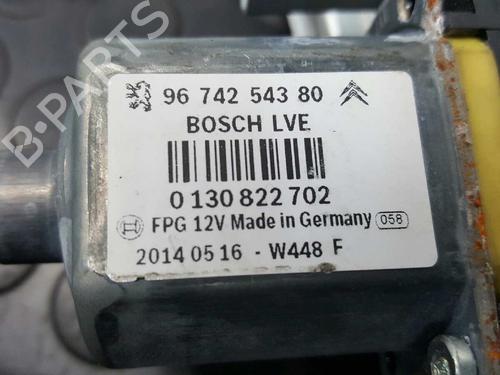 96 742 543 80
BOSCH LVE
0 130 822 702
FPG 12V Made in Germany 058
2014 05 16 - W448 F
B-PARTS